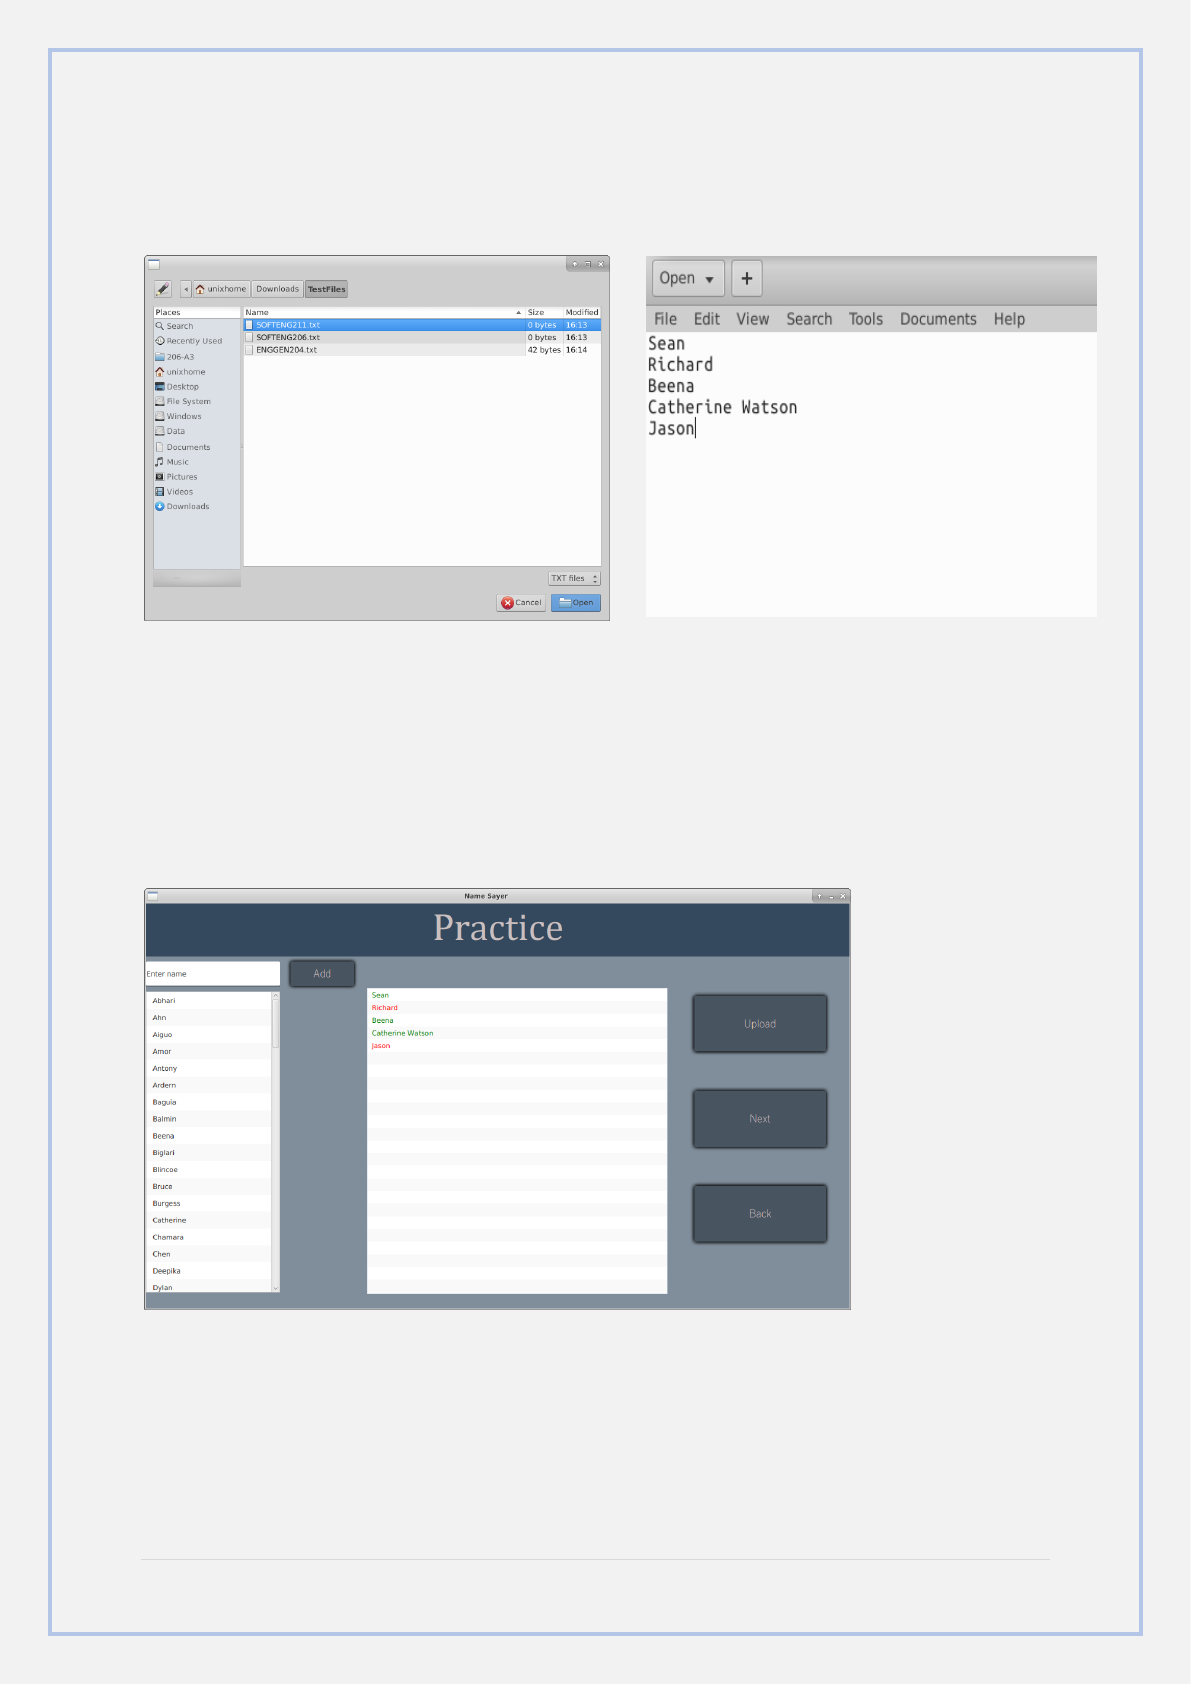 unixhome Downloads TestFiles
Places
Search
Recently Used
206-A3
unixhome
Desktop
File System
Windows
Data
Documents
Music
Pictures
Videos
Downloads
Name Size Modified
SOFTENG211.txt 0 bytes 16:13
SOFTENG206.txt 0 bytes 16:13
ENGGEN204.txt 42 bytes 16:14
TXT files
Cancel Open
Open +
File Edit View Search Tools Documents Help
Sean
Richard
Beena
Catherine Watson
Jason
Name Sayer
Practice
Enter name
Add
Abhari
Ahn
Aiguo
Amor
Antony
Ardern
Baguia
Balmin
Beena
Biglari
Blincoe
Bruce
Burgess
Catherine
Chamara
Chen
Deepika
Dylan
Sean
Richard
Beena
Catherine Watson
Jason
Upload
Next
Back